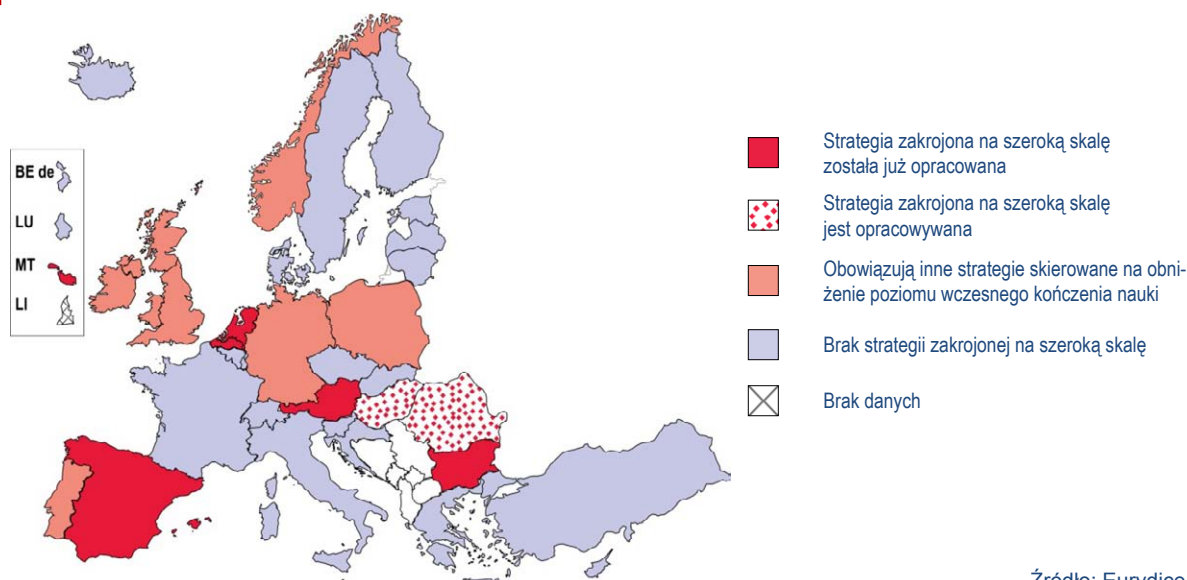 BE de
LU
MT
LI
Strategia zakrojona na szeroką skalę
została już opracowana
Strategia zakrojona na szeroką skalę
jest opracowywana
Obowiązują inne strategie skierowane na obni-
żenie poziomu wczesnego kończenia nauki
Brak strategii zakrojonej na szeroką skalę
Brak danych
Źródło: Eurydice